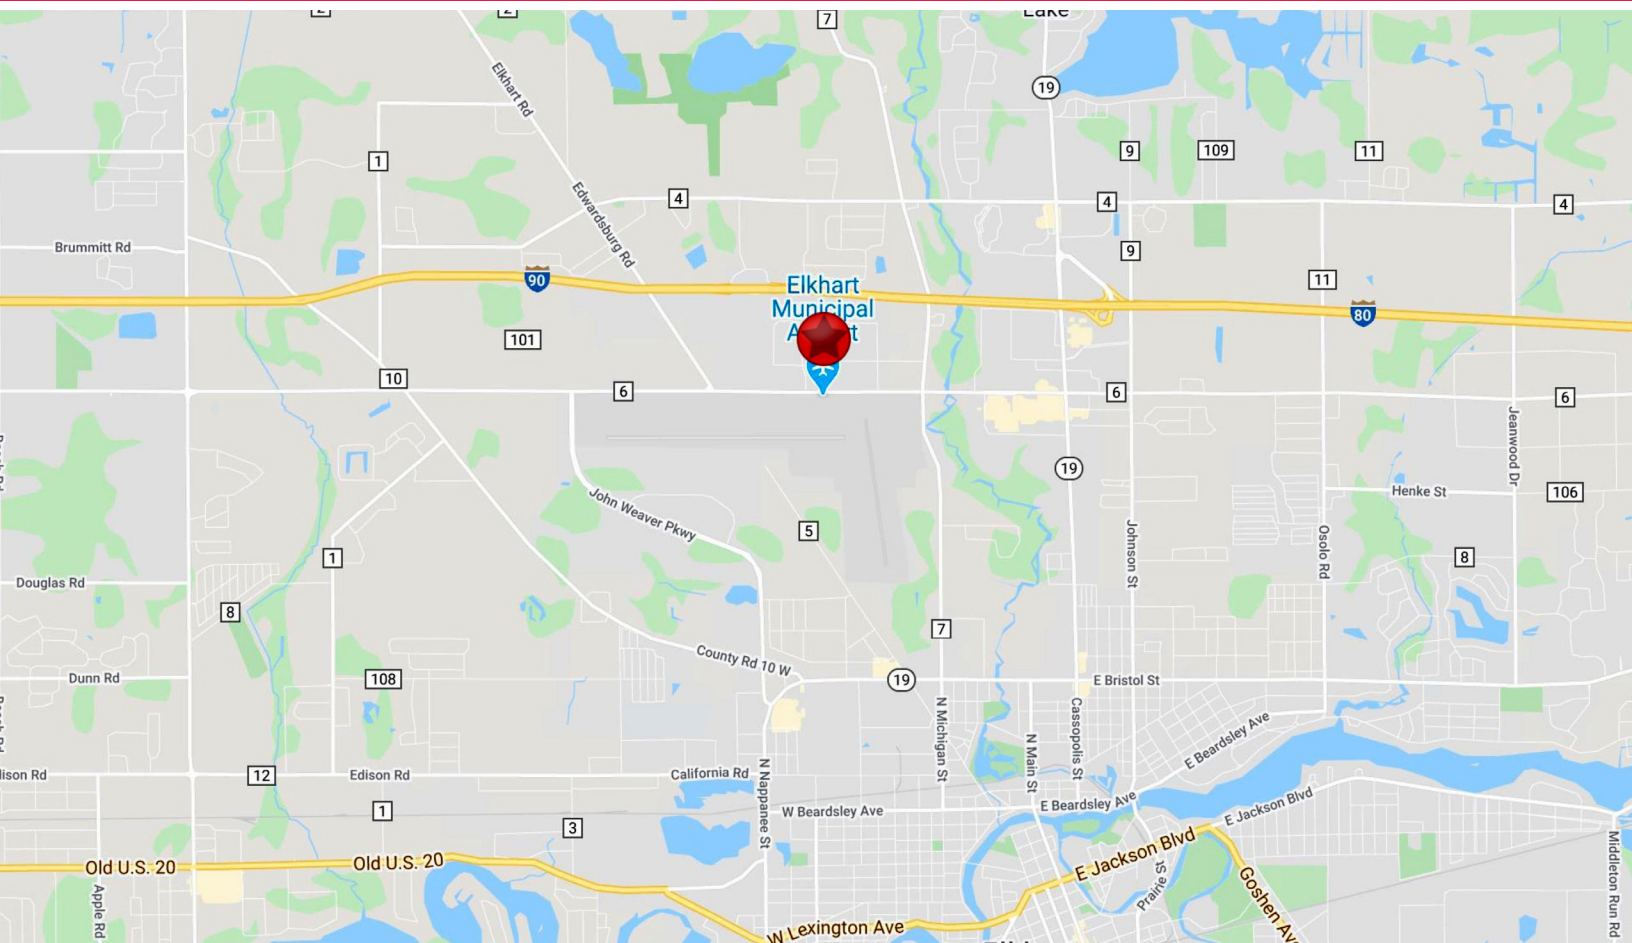 7
Lake
19
Elkhart Rd
1
9
109
11
4
4
4
Edwardsburg Rd
Brummitt Rd
9
90
11
Elkhart
Municipal
80
101
10
6
6
6
Jeanwood Dr
19
John Weaver Pkwy
Henke St
106
5
Johnson St
Osolo Rd
1
8
Douglas Rd
8
7
County Rd 10 W
Dunn Rd
108
19
E Bristol St
N Michigan St
Cassopolis St
N Main St
E Beardsley Ave
12
Edison Rd
California Rd
N Nappanee St
W Beardsley Ave
E Beardsley Ave
E Jackson Blvd
1
3
Old U.S. 20
Old U.S. 20
E Jackson Blvd
Middleton Run Rd
Apple Rd
Prairie St
Goshen Ave
W Lexington Ave